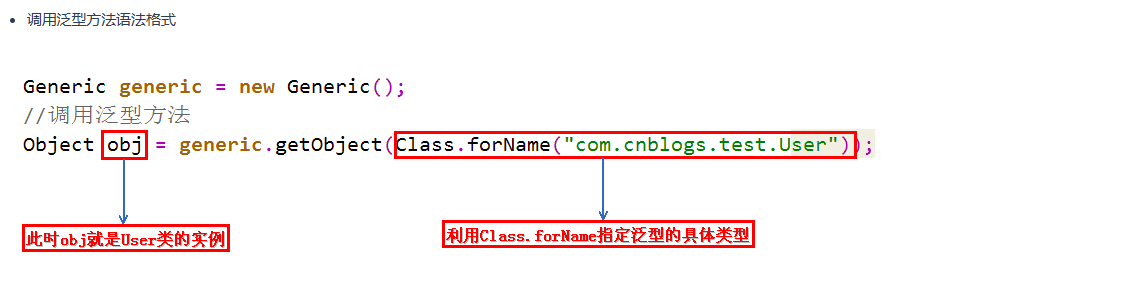 调用泛型方法语法格式
Generic generic = new Generic();
//调用泛型方法
Object obj = generic.getObject(Class.forName("com.cnblogs.test.User"));
此时obj就是User类的实例
利用Class.forName指定泛型的具体类型